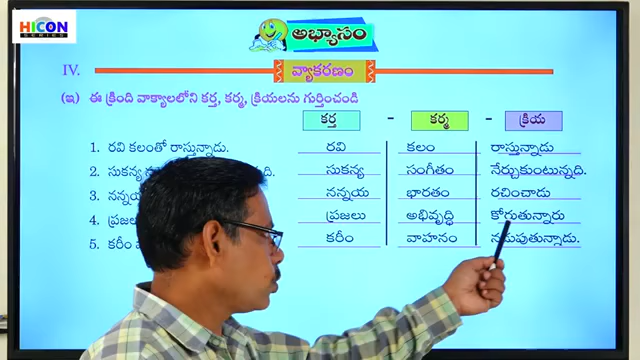 HICON
SERIES
అభ్యాసం
IV.
వ్యాకరణం
(ఇ) ఈ క్రింది వాక్యాలలోని కర్త, కర్మ, క్రియలను గుర్తించండి
కర్త - కర్మ - క్రియ
1. రవి కలంతో రాస్తున్నాడు. రవి కలం రాస్తున్నాడు
2. సుకన్య సుకన్య సంగీతం నేర్చుకుంటున్నది.
3. నన్నయ నన్నయ భారతం రచించాడు
4. ప్రజలు ప్రజలు అభివృద్ధి కోరుతున్నారు
5. కరీం కరీం వాహనం నడుపుతున్నాడు.